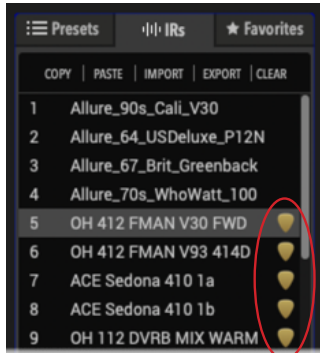 Presets IRs Favorites
COPY | PASTE | IMPORT | EXPORT | CLEAR
1 Allure_90s_Cali_V30
2 Allure_64_USDeluxe_P12N
3 Allure_67_Brit_Greenback
4 Allure_70s_WhoWatt_100
5 OH 412 FMAN V30 FWD
6 OH 412 FMAN V93 414D
7 ACE Sedona 410 1a
8 ACE Sedona 410 1b
9 OH 112 DVRB MIX WARM